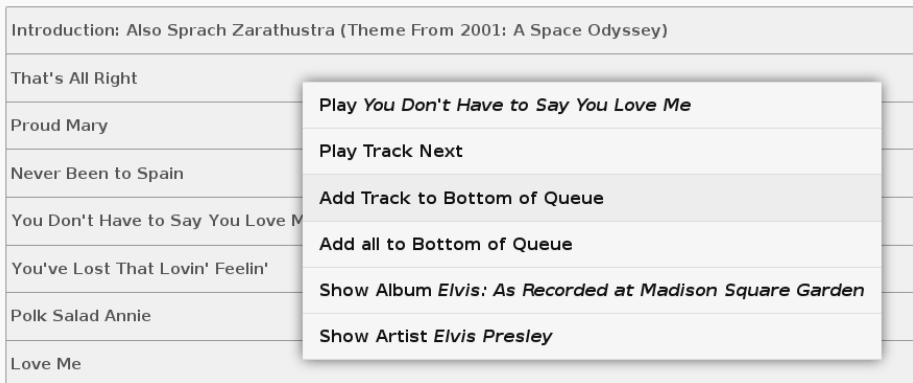 Introduction: Also Sprach Zarathustra (Theme From 2001: A Space Odyssey)
That's All Right
Proud Mary
Never Been to Spain
You Don't Have to Say You Love M
You've Lost That Lovin' Feelin'
Polk Salad Annie
Love Me
Play You Don't Have to Say You Love Me
Play Track Next
Add Track to Bottom of Queue
Add all to Bottom of Queue
Show Album Elvis: As Recorded at Madison Square Garden
Show Artist Elvis Presley